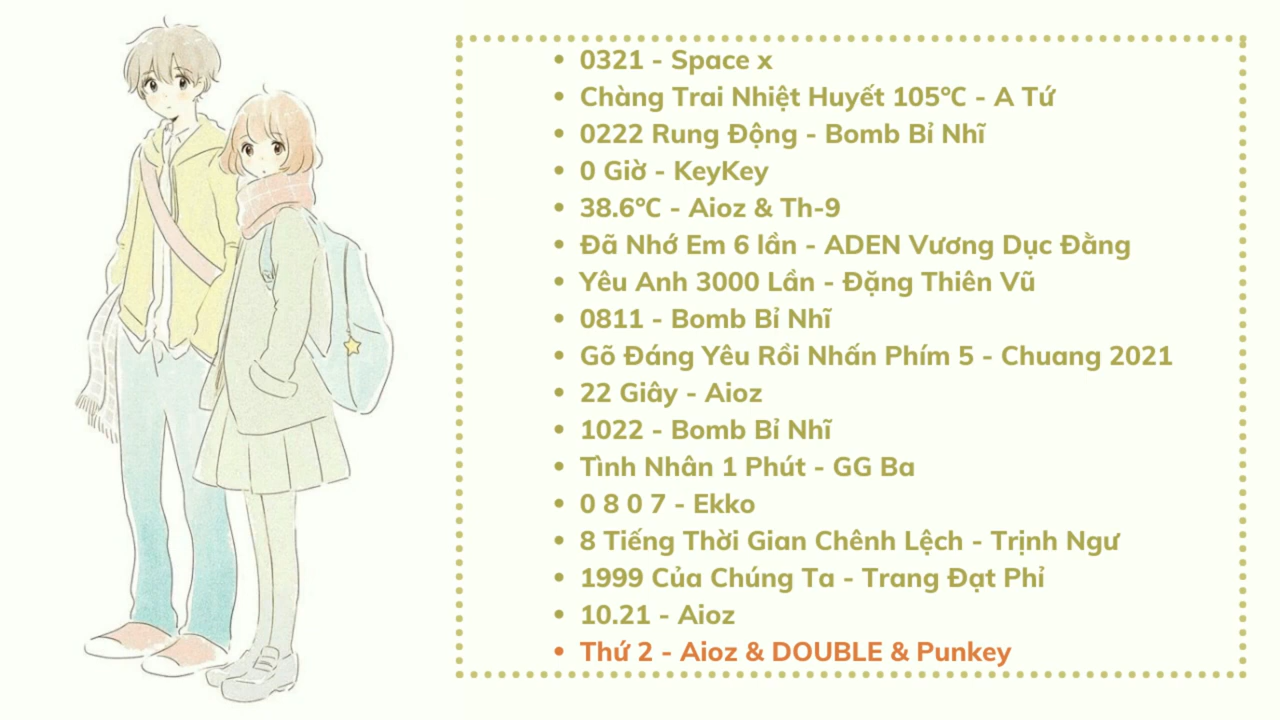 0321 - Space x
Chàng Trai Nhiệt Huyết 105°C - A Tứ
0222 Rung Động - Bomb Bỉ Nhĩ
0 Giờ - KeyKey
38.6°C - Aioz & Th-9
Đã Nhớ Em 6 lần - ADEN Vương Dục Đằng
Yêu Anh 3000 Lần - Đặng Thiên Vũ
0811 - Bomb Bỉ Nhĩ
Gõ Đáng Yêu Rồi Nhấn Phím 5 - Chuang 2021
22 Giây - Aioz
1022 - Bomb Bỉ Nhĩ
Tình Nhân 1 Phút - GG Ba
0 8 0 7 - Ekko
8 Tiếng Thời Gian Chênh Lệch - Trịnh Ngư
1999 Của Chúng Ta - Trang Đạt Phỉ
10.21 - Aioz
Thứ 2 - Aioz & DOUBLE & Punkey